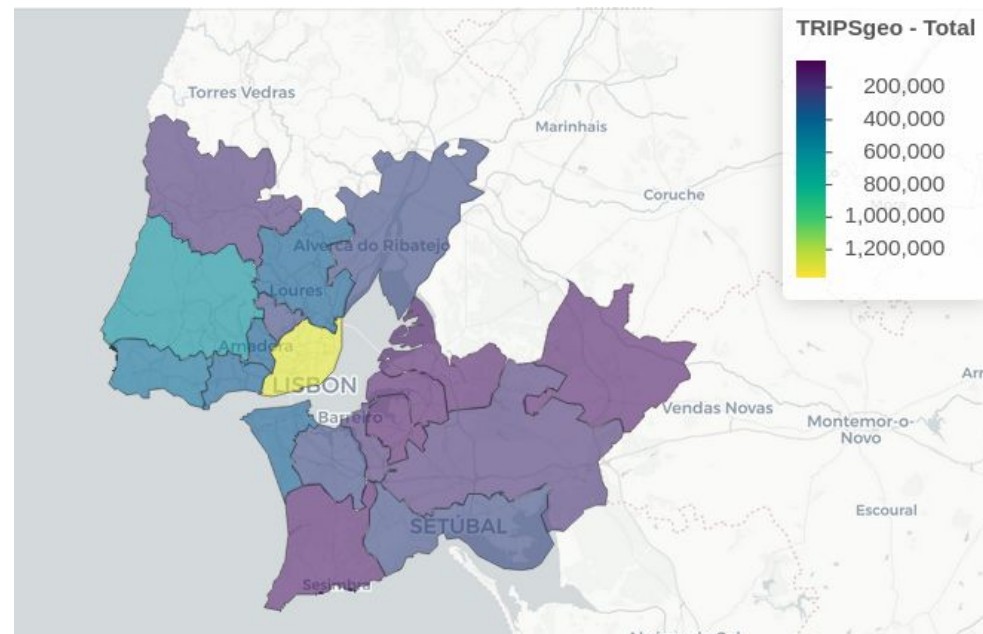 TRIPSgeo - Total
200,000
400,000
600,000
800,000
1,000,000
1,200,000
Torres Vedras
Marinhais
Coruche
Alverca do Ribatejo
Loures
Amadora
LISBON
Barreiro
Vendas Novas
Montemor-o-
Novo
Escoural
SETÚBAL
Sesimbra